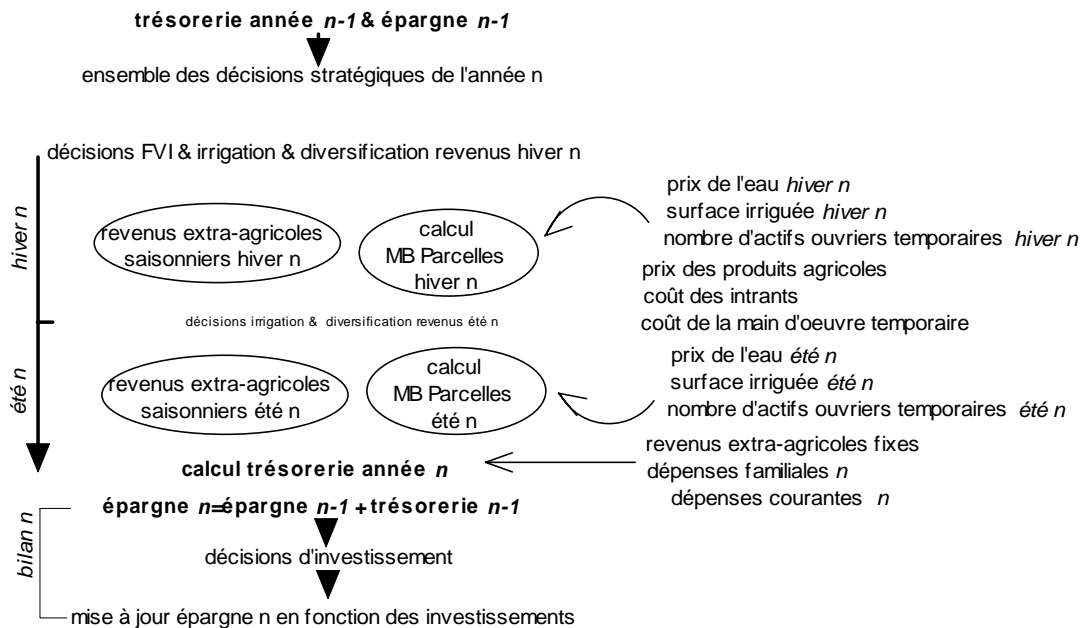 trésorerie année n-1 & épargne n-1
ensemble des décisions stratégiques de l'année n
décisions FVI & irrigation & diversification revenus hiver n
hiver n
revenus extra-agricoles
saisonniers hiver n
calcul
MB Parcelles
hiver n
prix de l'eau hiver n
surface irriguée hiver n
nombre d'actifs ouvriers temporaires hiver n
prix des produits agricoles
coût des intrants
coût de la main d'oeuvre temporaire
décisions irrigation & diversification revenus été n
été n
revenus extra-agricoles
saisonniers été n
calcul
MB Parcelles
été n
prix de l'eau été n
surface irriguée été n
nombre d'actifs ouvriers temporaires été n
revenus extra-agricoles fixes
dépenses familiales n
dépenses courantes n
calcul trésorerie année n
bilan n
épargne n=épargne n-1 + trésorerie n-1
décisions d'investissement
mise à jour épargne n en fonction des investissements